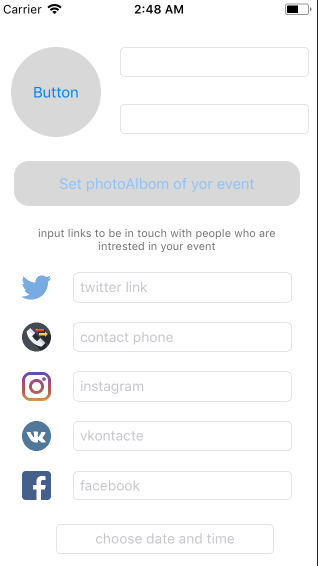 Carrier 2:48 AM
Button
Set photoAlbom of yor event
input links to be in touch with people who are
intrested in your event
twitter link
contact phone
instagram
vkontacte
facebook
choose date and time